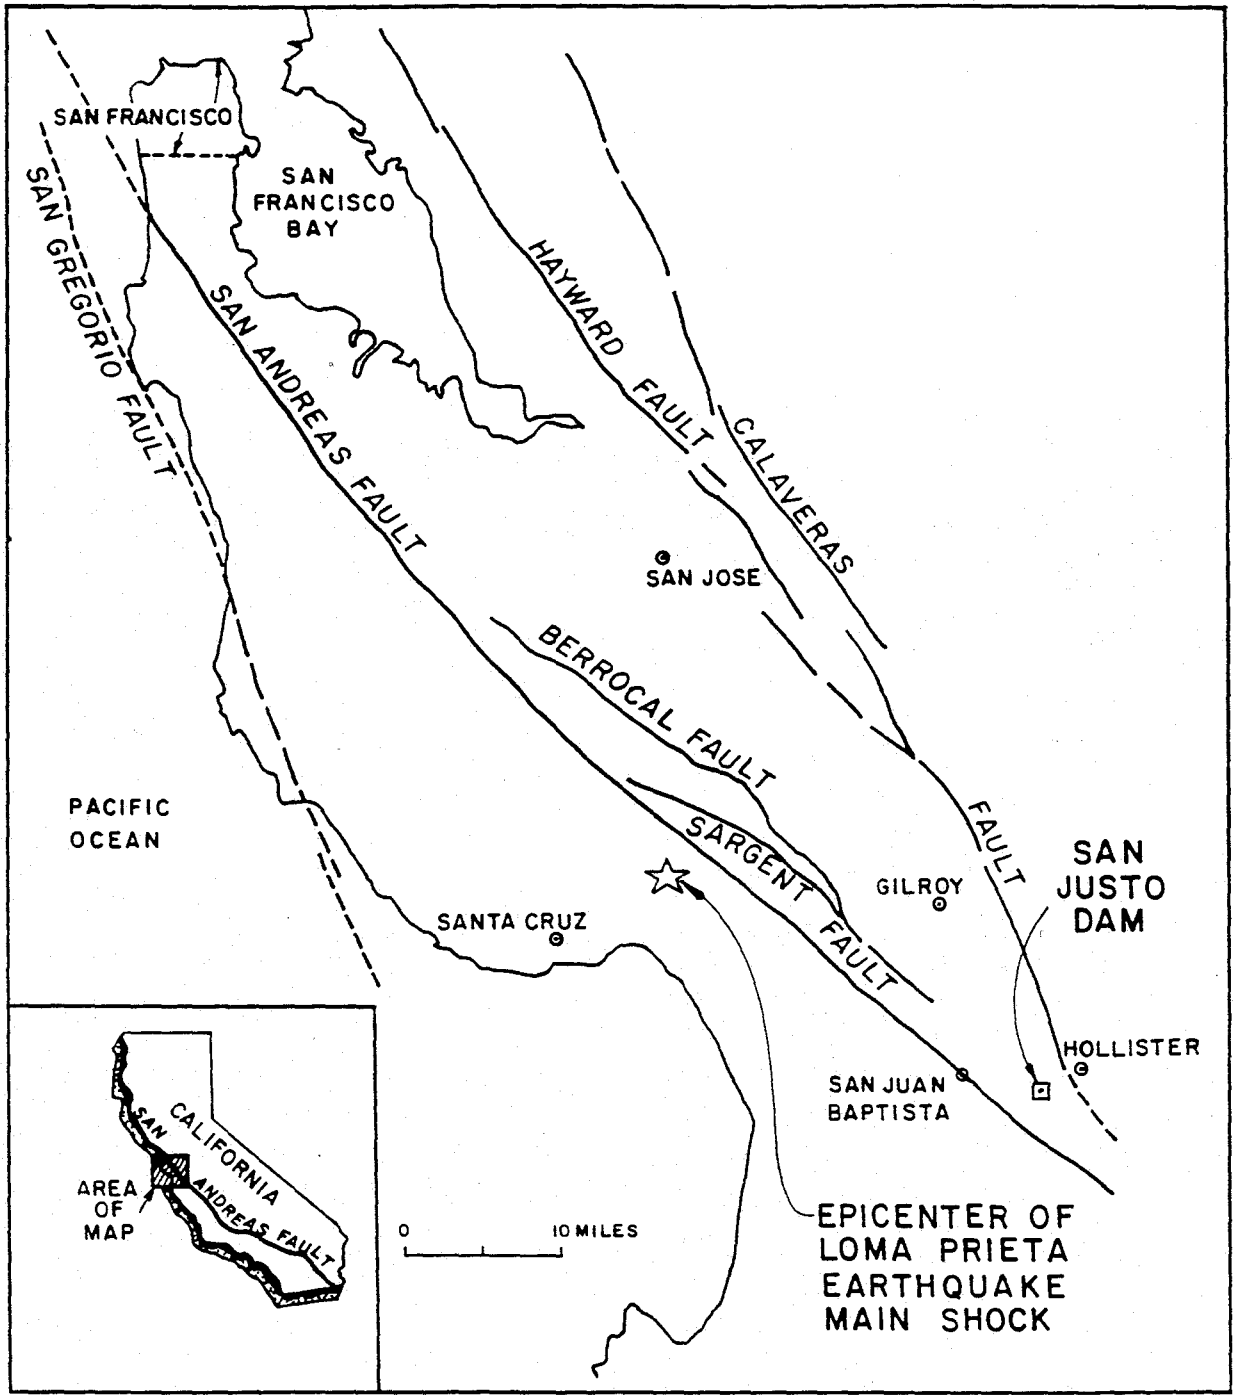 SAN FRANCISCO
SAN
FRANCISCO
BAY
SAN GREGORIO FAULT
SAN ANDREAS FAULT
HAYWARD FAULT
CALAVERAS
FAULT
SAN JOSE
BERROCAL FAULT
SARGENT FAULT
PACIFIC
OCEAN
SANTA CRUZ
GILROY
SAN
JUSTO
DAM
HOLLISTER
SAN JUAN
BAPTISTA
CALIFORNIA
SAN
ANDREAS FAULT
AREA
OF
MAP
0 10 MILES
EPICENTER OF
LOMA PRIETA
EARTHQUAKE
MAIN SHOCK